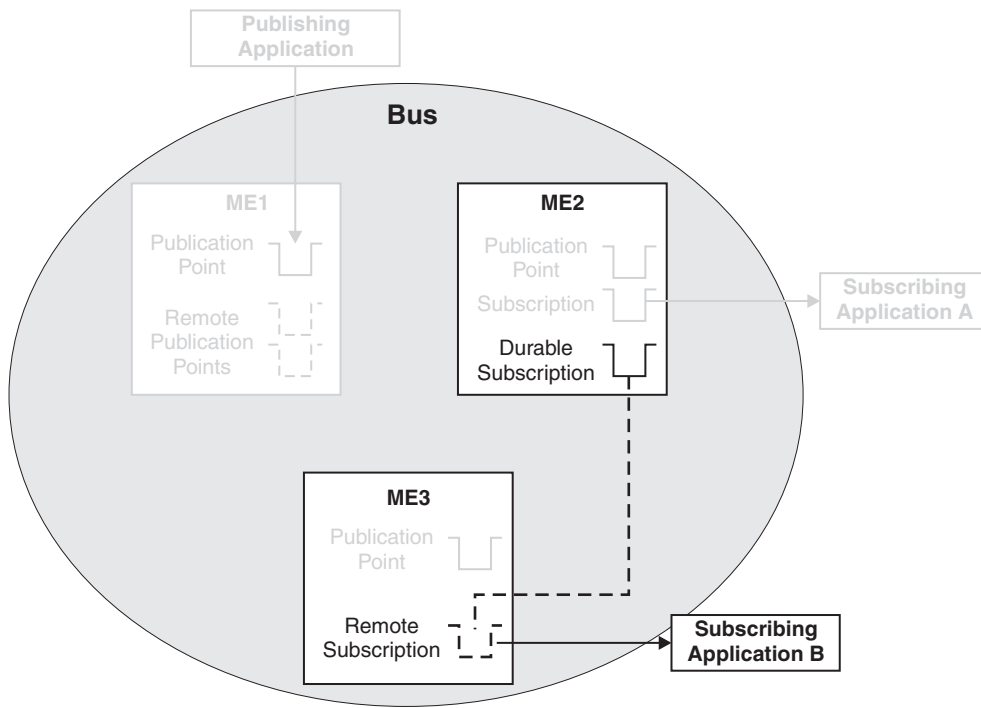 Publishing
Application
Bus
ME1
Publication
Point
Remote
Publication
Points
ME2
Publication
Point
Subscription
Durable
Subscription
Subscribing
Application A
ME3
Publication
Point
Remote
Subscription
Subscribing
Application B